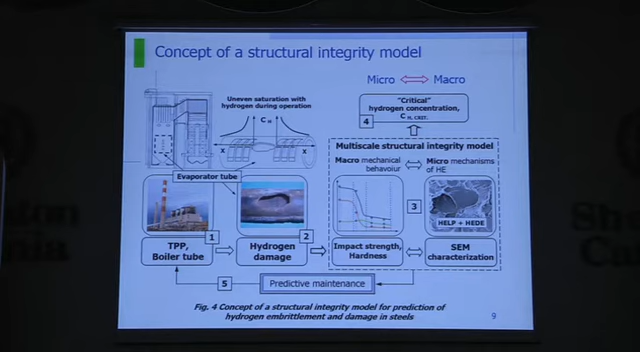 Concept of a structural integrity model
Micro
Macro
"Critical"
hydrogen concentration,
C H, CRIT.
4
Uneven saturation with
hydrogen during operation
C H
X
X
Evaporator tube
Multiscale structural integrity model
Macro mechanical
behavoiur
Micro mechanisms
of HE
3
HELP + HEDE
1
TPP,
Boiler tube
2
Hydrogen
damage
Impact strength,
Hardness
SEM
characterization
5
Predictive maintenance
Fig. 4 Concept of a structural integrity model for prediction of
hydrogen embrittlement and damage in steels
9